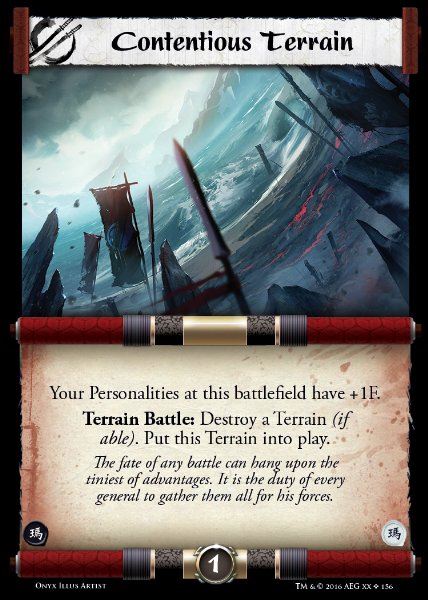 Contentious Terrain
Your Personalities at this battlefield have +1F.
Terrain Battle: Destroy a Terrain (if
able). Put this Terrain into play.
The fate of any battle can hang upon the
tiniest of advantages. It is the duty of every
general to gather them all for his forces.
瑪
瑪
1
Onyx Illus Artist
TM & © 2016 AEG XX ❖ 156